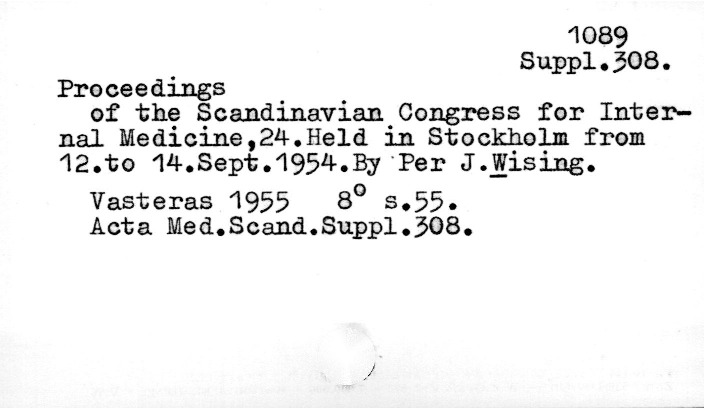 1089
Suppl.308.
Proceedings
of the Scandinavian Congress for Inter-
nal Medicine,24.Held in Stockholm from
12.to 14.Sept.1954.By Per J.Wising.
Vasteras 1955 8° s.55.
Acta Med.Scand.Suppl.308.